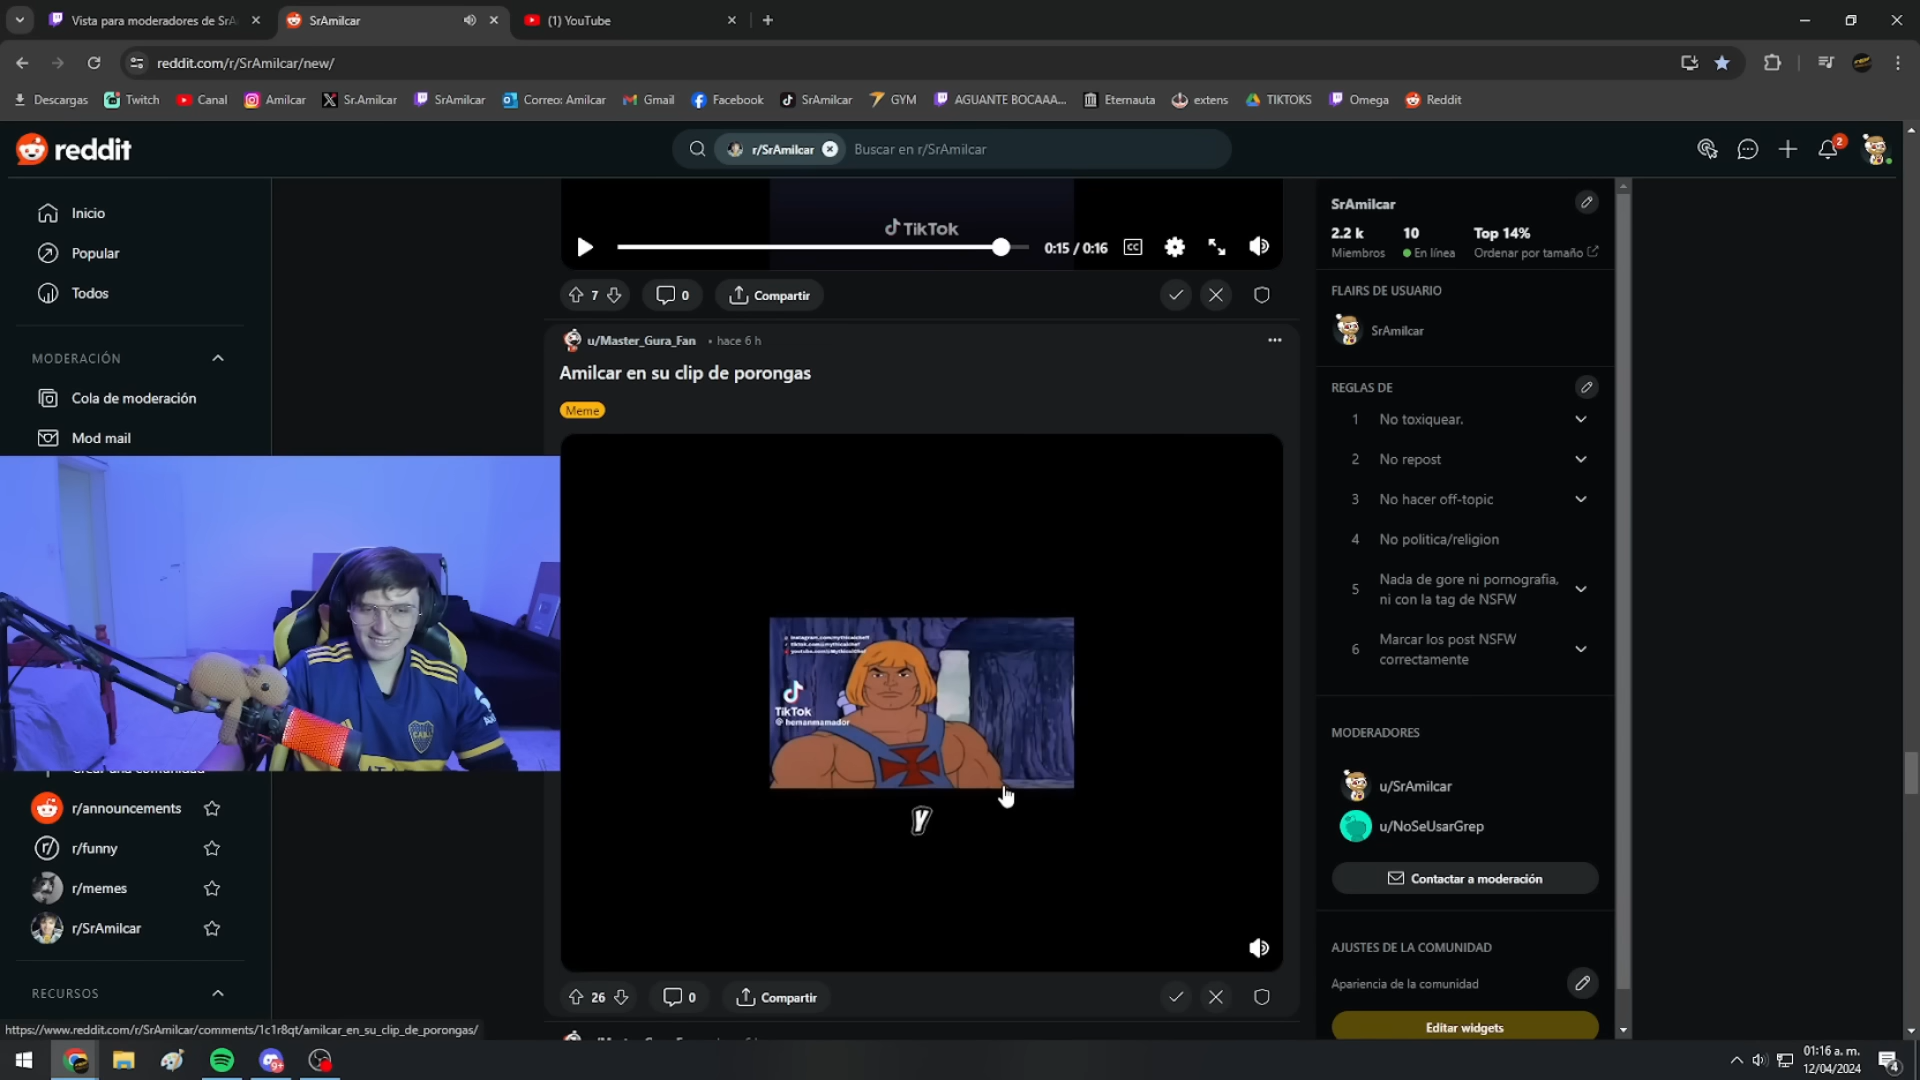 Vista para moderadores de SrA
SrAmilcar
(1) YouTube
reddit.com/r/SrAmilcar/new/
Descargas
Twitch
Canal
Amilcar
Sr.Amilcar
SrAmilcar
Correo: Amilcar
Gmail
Facebook
SrAmilcar
GYM
AGUANTE BOCAAA...
Eternauta
extens
TIKTOKS
Omega
Reddit
reddit
r/SrAmilcar
Buscar en r/SrAmilcar
2
Inicio
Popular
Todos
MODERACIÓN
Cola de moderación
Mod mail
r/announcements
r/funny
r/memes
r/SrAmilcar
RECURSOS
TikTok
0:15 / 0:16
CC
7
0
Compartir
u/Master_Gura_Fan • hace 6 h
Amilcar en su clip de porongas
Meme
TikTok
@hemanmamador
Y
26
0
Compartir
SrAmilcar
2.2 k
10
Top 14%
Miembros
En línea
Ordenar por tamaño
FLAIRS DE USUARIO
SrAmilcar
REGLAS DE
1 No toxiquear.
2 No repost
3 No hacer off-topic
4 No politica/religion
5 Nada de gore ni pornografia,
ni con la tag de NSFW
6 Marcar los post NSFW
correctamente
MODERADORES
u/SrAmilcar
u/NoSeUsarGrep
Contactar a moderación
AJUSTES DE LA COMUNIDAD
Apariencia de la comunidad
Editar widgets
https://www.reddit.com/r/SrAmilcar/comments/1c1r8qt/amilcar_en_su_clip_de_porongas/
9+
01:16 a. m.
12/04/2024
4